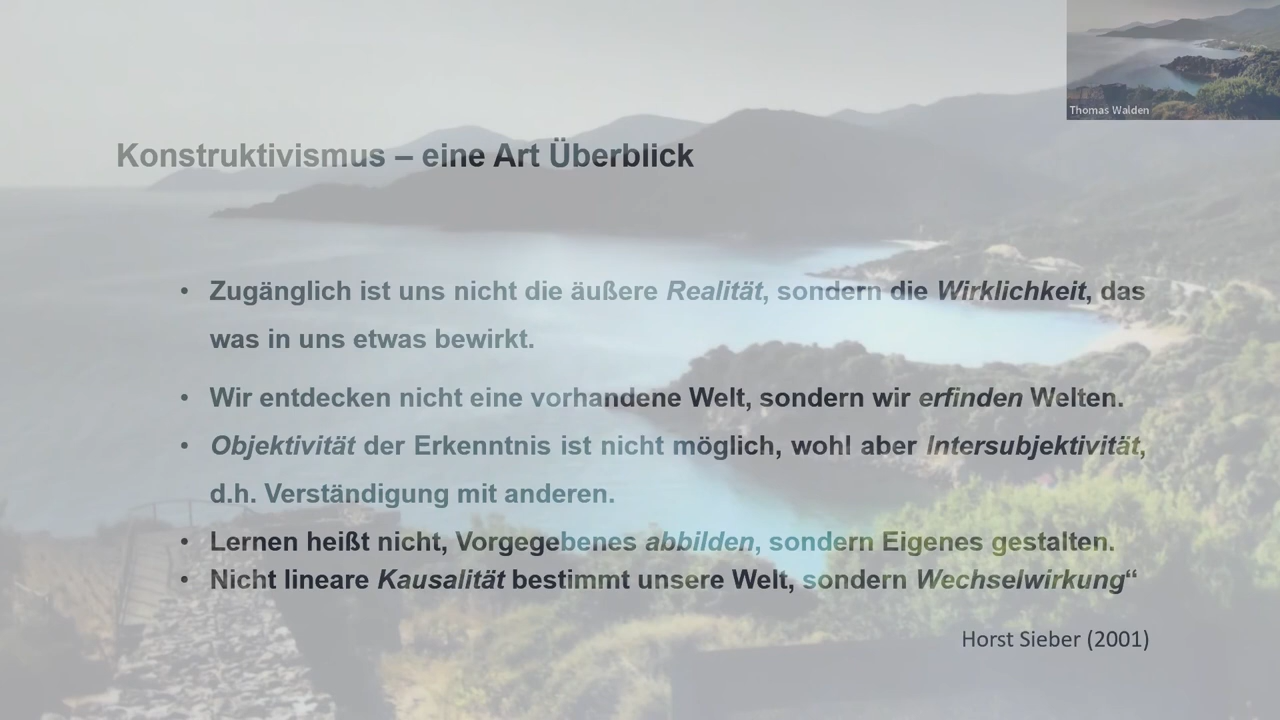 Thomas Walden
Konstruktivismus – eine Art Überblick
• Zugänglich ist uns nicht die äußere Realität, sondern die Wirklichkeit, das
was in uns etwas bewirkt.
• Wir entdecken nicht eine vorhandene Welt, sondern wir erfinden Welten.
• Objektivität der Erkenntnis ist nicht möglich, wohl aber Intersubjektivität,
d.h. Verständigung mit anderen.
• Lernen heißt nicht, Vorgegebenes abbilden, sondern Eigenes gestalten.
• Nicht lineare Kausalität bestimmt unsere Welt, sondern Wechselwirkung“
Horst Sieber (2001)